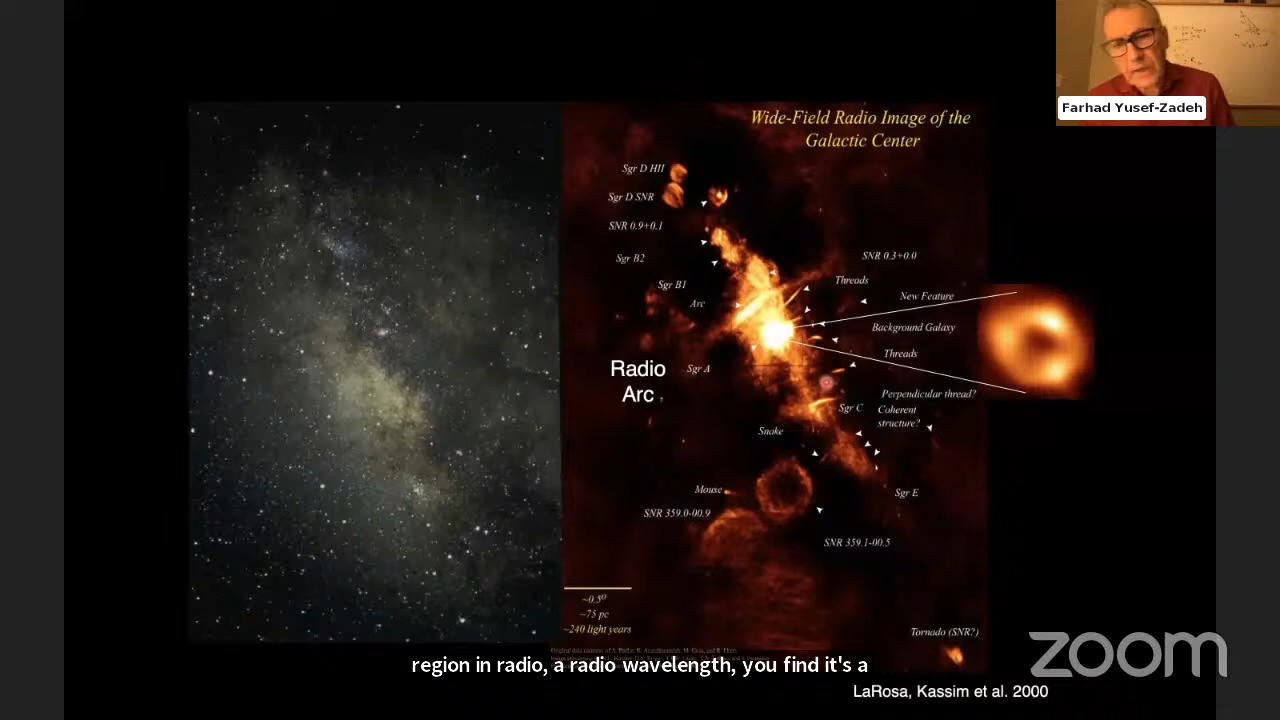 Farhad Yusef-Zadeh
Wide-Field Radio Image of the
Galactic Center
Sgr D HII
Sgr D SNR
SNR 0.9+0.1
Sgr B2
Sgr B1
Arc
SNR 0.3+0.0
Threads
New Feature
Background Galaxy
Threads
Radio
Arc
Sgr A
Perpendicular thread?
Sgr C
Coherent
structure?
Snake
Mouse
SNR 359.0-00.9
Sgr E
SNR 359.1-00.5
~0.5°
~75 pc
~240 light years
Tornado (SNR?)
region in radio, a radio wavelength, you find it's a
zoom
LaRosa, Kassim et al. 2000